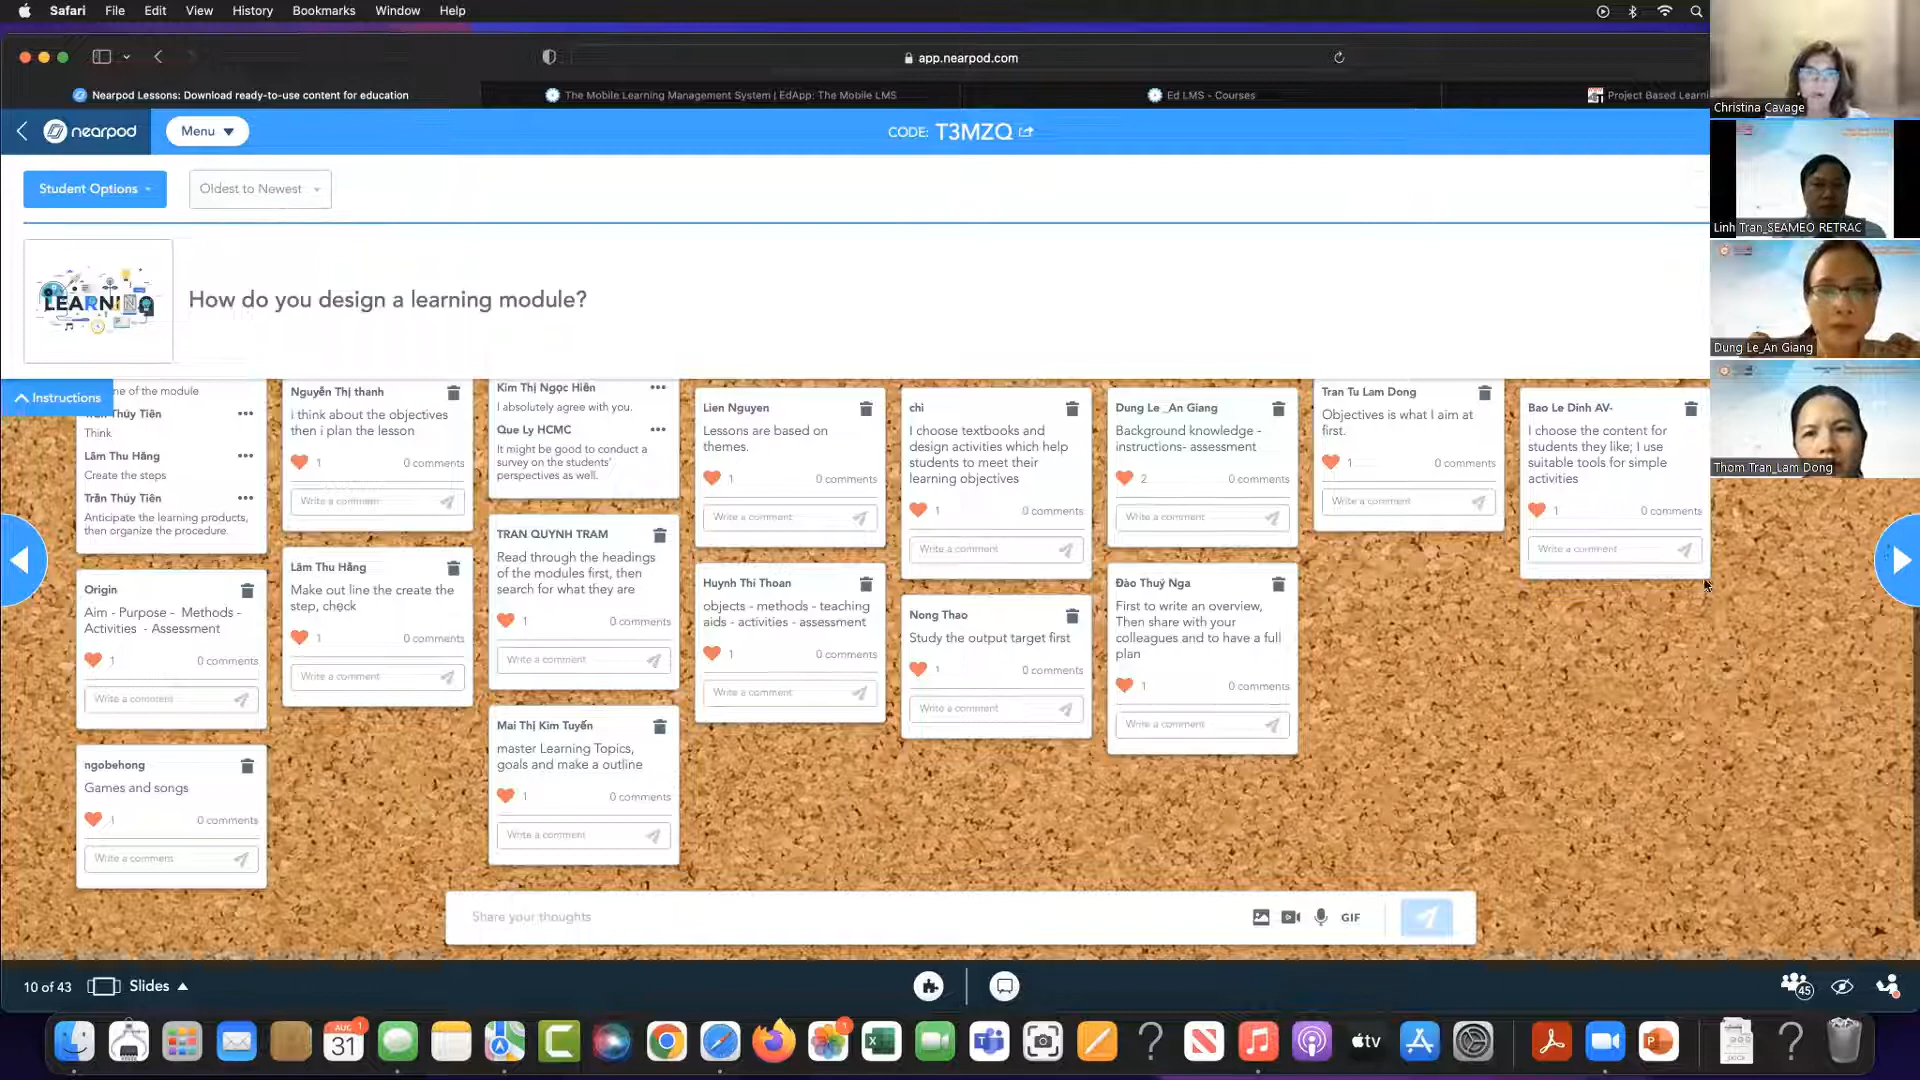 Safari File Edit View History Bookmarks Window Help
app.nearpod.com
Nearpod Lessons: Download ready-to-use content for education
The Mobile Learning Management System | EdApp: The Mobile LMS
Ed LMS - Courses
Project Based Learni
nearpod
Menu
CODE: T3MZQ
Student Options
Oldest to Newest
LEARNING
How do you design a learning module?
Instructions
ne of the module
Trần Thủy Tiên
Think
Lâm Thu Hằng
Create the steps
Trần Thủy Tiên
Anticipate the learning products,
then organize the procedure.
Origin
Aim - Purpose - Methods -
Activities - Assessment
1
0 comments
Write a comment
ngobehong
Games and songs
1
0 comments
Write a comment
Nguyễn Thị thanh
i think about the objectives
then i plan the lesson
1
0 comments
Write a comment
Lâm Thu Hằng
Make out line the create the
step, check
1
0 comments
Write a comment
Kim Thị Ngọc Hiên
I absolutely agree with you.
Que Ly HCMC
It might be good to conduct a
survey on the students'
perspectives as well.
TRAN QUYNH TRAM
Read through the headings
of the modules first, then
search for what they are
1
0 comments
Write a comment
Mai Thị Kim Tuyến
master Learning Topics,
goals and make a outline
1
0 comments
Write a comment
Lien Nguyen
Lessons are based on
themes.
1
0 comments
Write a comment
Huynh Thi Thoan
objects - methods - teaching
aids - activities - assessment
1
0 comments
Write a comment
chi
I choose textbooks and
design activities which help
students to meet their
learning objectives
1
0 comments
Write a comment
Nong Thao
Study the output target first
1
0 comments
Write a comment
Dung Le _An Giang
Background knowledge -
instructions- assessment
2
0 comments
Write a comment
Đào Thuý Nga
First to write an overview,
Then share with your
colleagues and to have a full
plan
1
0 comments
Write a comment
Tran Tu Lam Dong
Objectives is what I aim at
first.
1
0 comments
Write a comment
Bao Le Dinh AV-
I choose the content for
students they like; I use
suitable tools for simple
activities
1
0 comments
Write a comment
Christina Cavage
Linh Tran_SEAMEO RETRAC
Dung Le_An Giang
Thom Tran_Lam Dong
Share your thoughts
GIF
10 of 43
Slides
45
AUG
31
1
1
tv